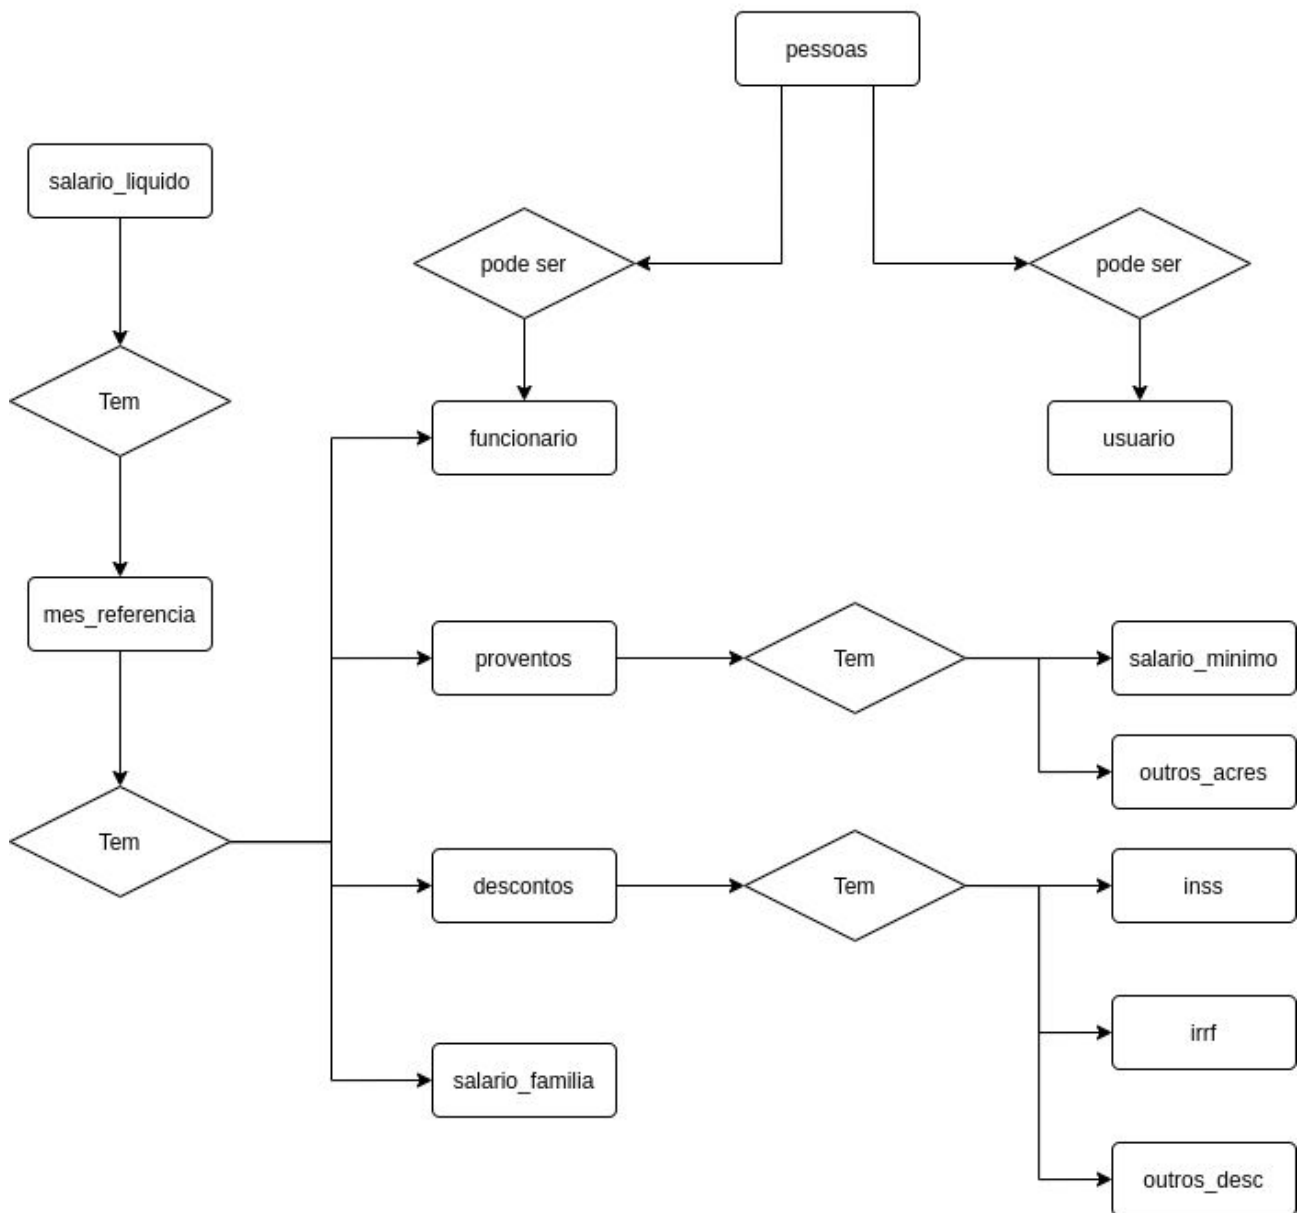 pessoas
salario_liquido
pode ser
pode ser
Tem
funcionario
usuario
mes_referencia
proventos
Tem
salario_minimo
outros_acres
Tem
descontos
Tem
inss
irrf
salario_familia
outros_desc